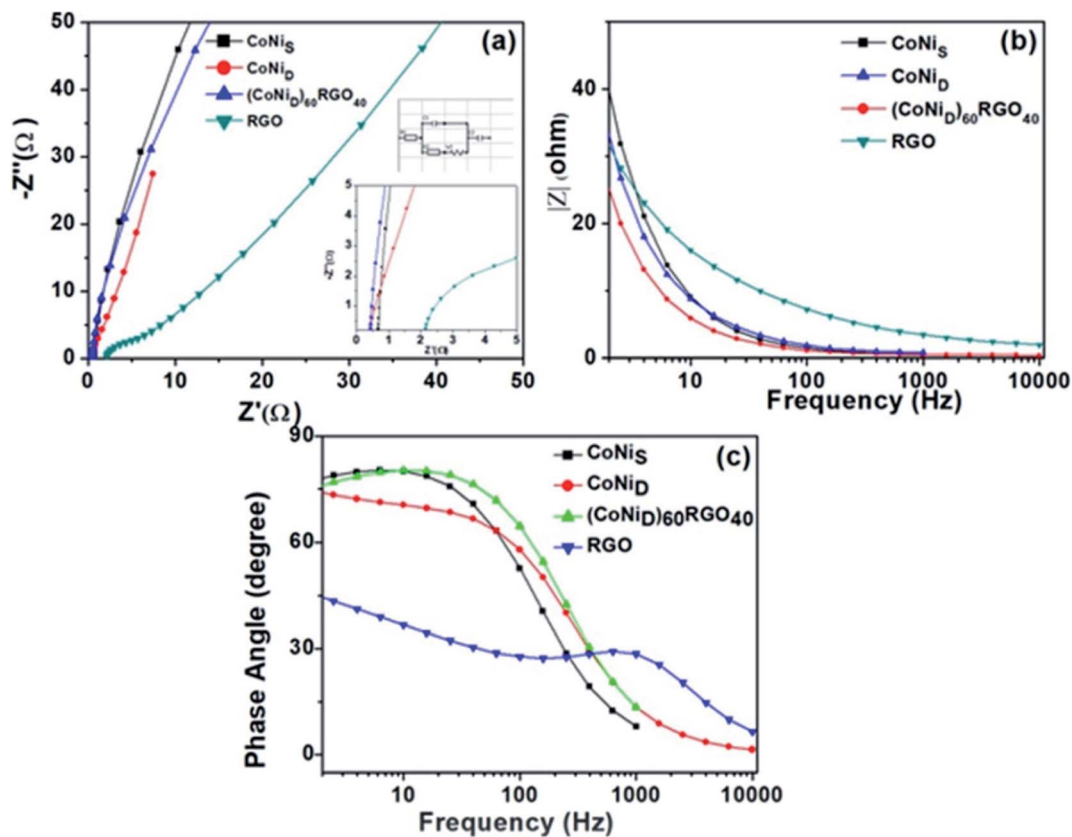 (a)
50
40
30
20
10
0
-Z''(Ω)
CoNiS
CoNiD
(CoNiD)60RGO40
RGO
5
4
3
2
1
-Z''(Ω)
0 1 2 3 4 5
Z'(Ω)
0 10 20 30 40 50
Z'(Ω)
(b)
40
20
0
|Z| (ohm)
CoNiS
CoNiD
(CoNiD)60RGO40
RGO
10 100 1000 10000
Frequency (Hz)
(c)
90
60
30
0
Phase Angle (degree)
CoNiS
CoNiD
(CoNiD)60RGO40
RGO
10 100 1000 10000
Frequency (Hz)